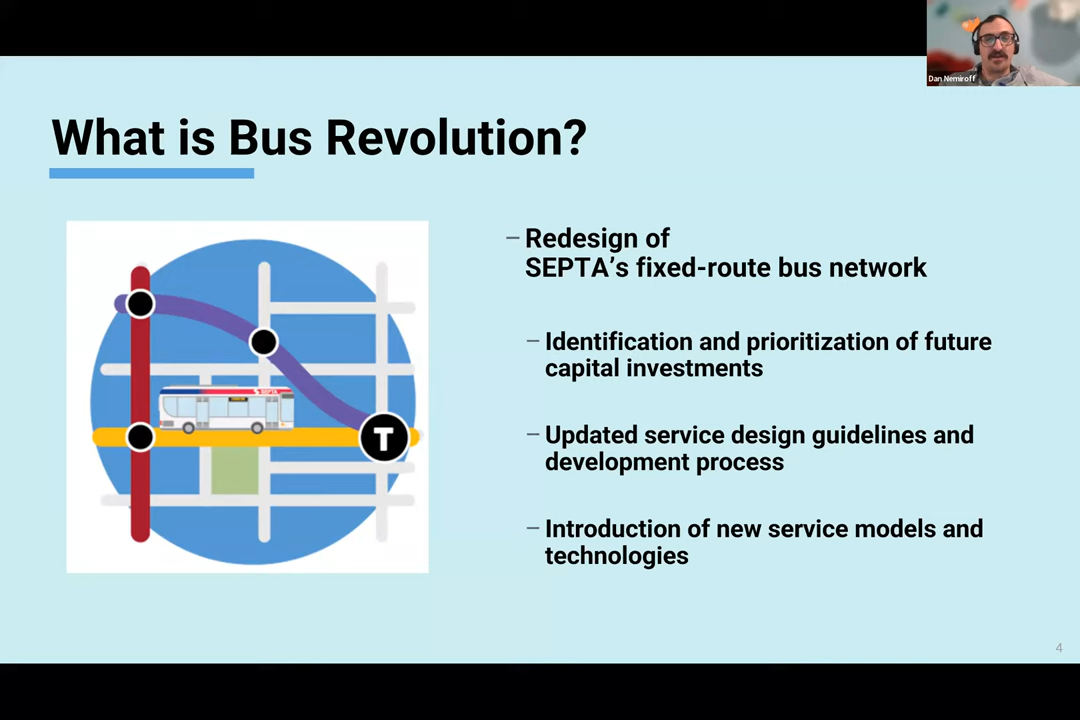 Dan Nemiroff
What is Bus Revolution?
– Redesign of
SEPTA’s fixed-route bus network
– Identification and prioritization of future
capital investments
– Updated service design guidelines and
development process
– Introduction of new service models and
technologies
SEPTA
T
4